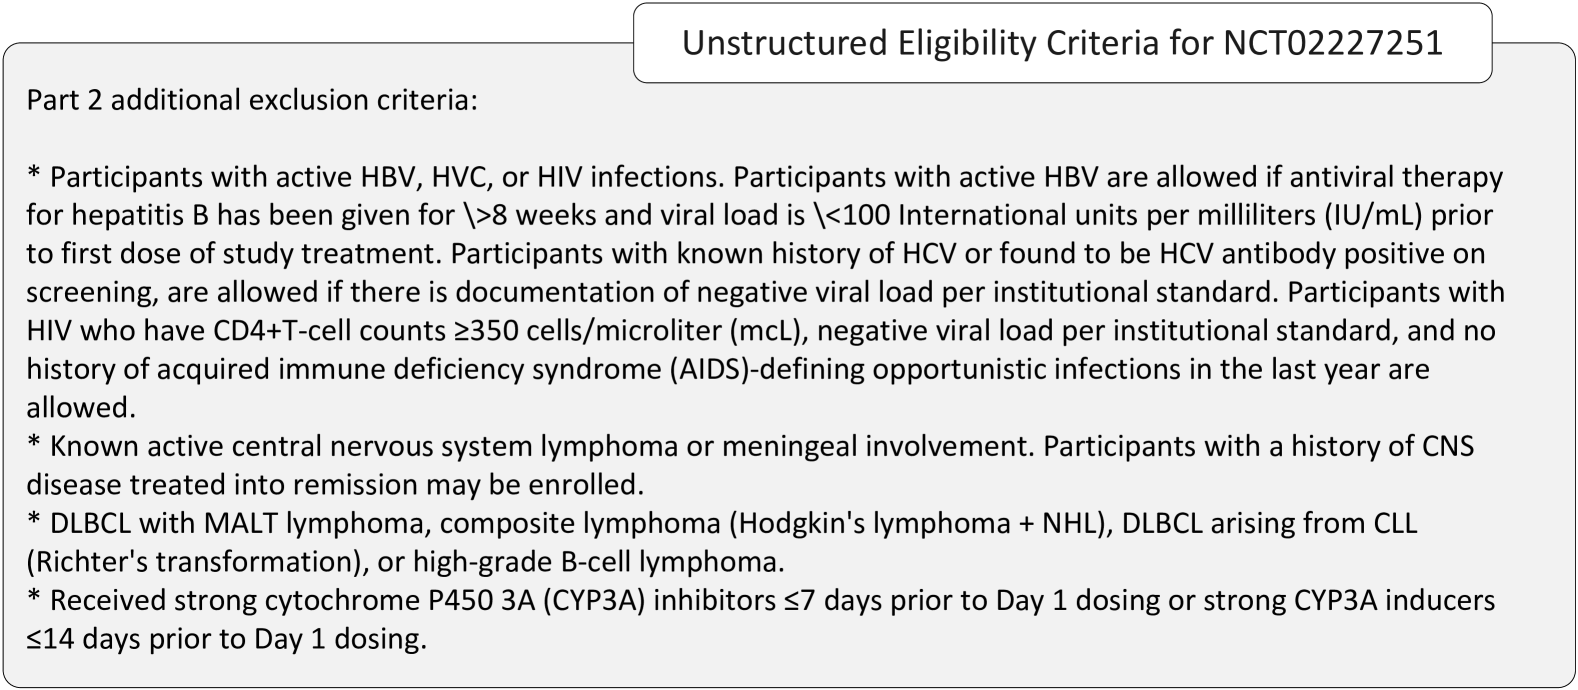 Unstructured Eligibility Criteria for NCT02227251
Part 2 additional exclusion criteria:
* Participants with active HBV, HVC, or HIV infections. Participants with active HBV are allowed if antiviral therapy
for hepatitis B has been given for \>8 weeks and viral load is \<100 International units per milliliters (IU/mL) prior
to first dose of study treatment. Participants with known history of HCV or found to be HCV antibody positive on
screening, are allowed if there is documentation of negative viral load per institutional standard. Participants with
HIV who have CD4+T-cell counts ≥350 cells/microliter (mcL), negative viral load per institutional standard, and no
history of acquired immune deficiency syndrome (AIDS)-defining opportunistic infections in the last year are
allowed.
* Known active central nervous system lymphoma or meningeal involvement. Participants with a history of CNS
disease treated into remission may be enrolled.
* DLBCL with MALT lymphoma, composite lymphoma (Hodgkin's lymphoma + NHL), DLBCL arising from CLL
(Richter's transformation), or high-grade B-cell lymphoma.
* Received strong cytochrome P450 3A (CYP3A) inhibitors ≤7 days prior to Day 1 dosing or strong CYP3A inducers
≤14 days prior to Day 1 dosing.